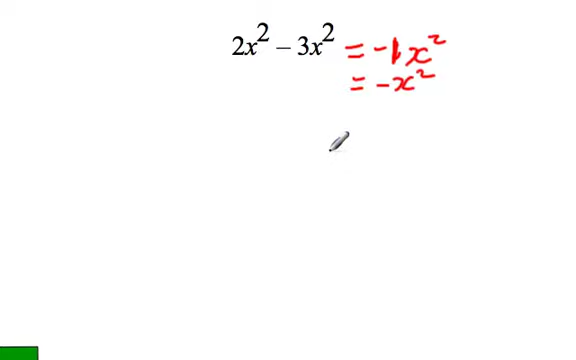 2x² − 3x² = −1x²
= −x²